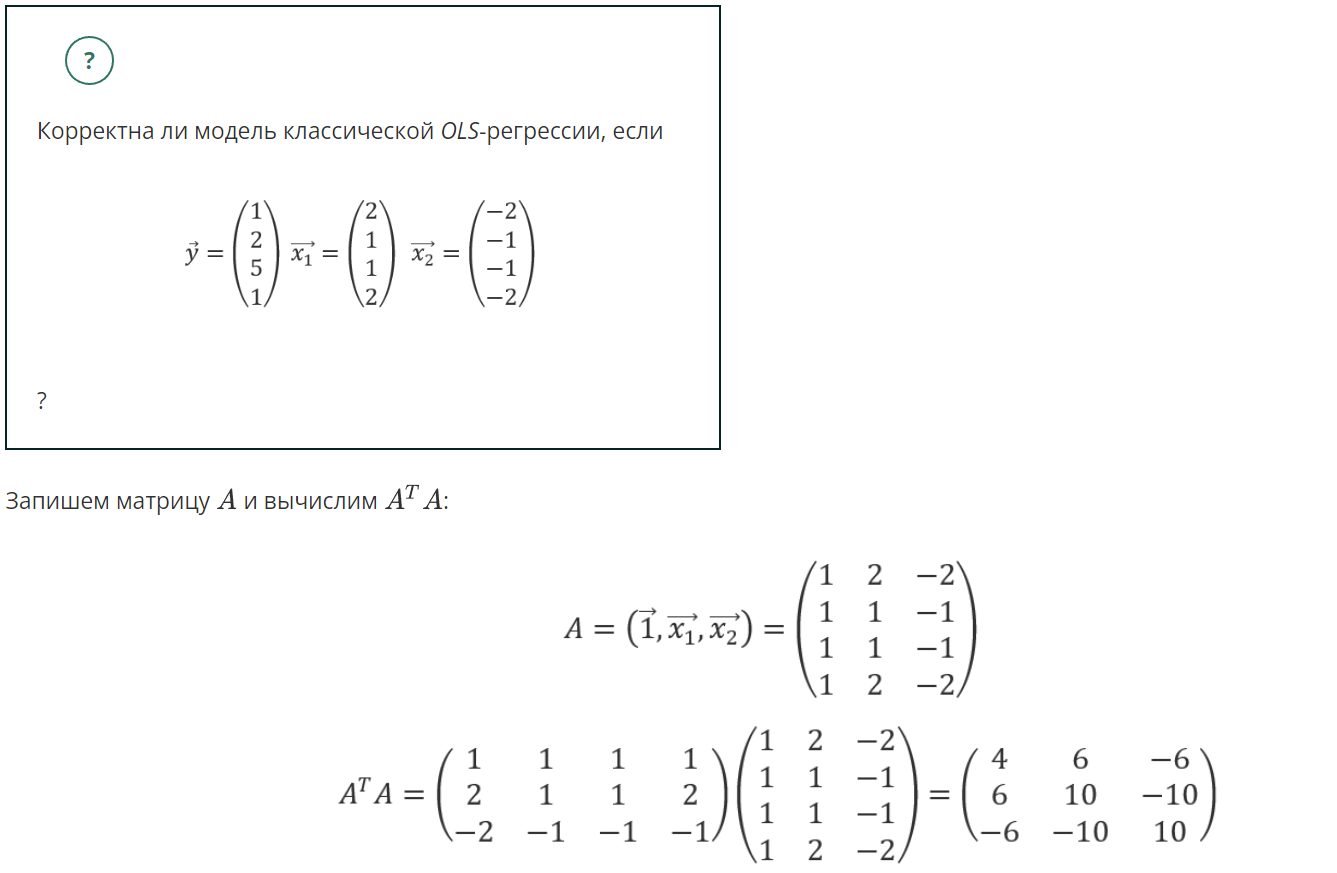 ?
Корректна ли модель классической OLS-регрессии, если
$\vec{y} = \begin{pmatrix} 1 \\ 2 \\ 5 \\ 1 \end{pmatrix} \overrightarrow{x_1} = \begin{pmatrix} 2 \\ 1 \\ 1 \\ 2 \end{pmatrix} \overrightarrow{x_2} = \begin{pmatrix} -2 \\ -1 \\ -1 \\ -2 \end{pmatrix}$
?
Запишем матрицу $A$ и вычислим $A^T A$:
$A = (\vec{1}, \overrightarrow{x_1}, \overrightarrow{x_2}) = \begin{pmatrix} 1 & 2 & -2 \\ 1 & 1 & -1 \\ 1 & 1 & -1 \\ 1 & 2 & -2 \end{pmatrix}$
$A^T A = \begin{pmatrix} 1 & 1 & 1 & 1 \\ 2 & 1 & 1 & 2 \\ -2 & -1 & -1 & -1 \end{pmatrix} \begin{pmatrix} 1 & 2 & -2 \\ 1 & 1 & -1 \\ 1 & 1 & -1 \\ 1 & 2 & -2 \end{pmatrix} = \begin{pmatrix} 4 & 6 & -6 \\ 6 & 10 & -10 \\ -6 & -10 & 10 \end{pmatrix}$